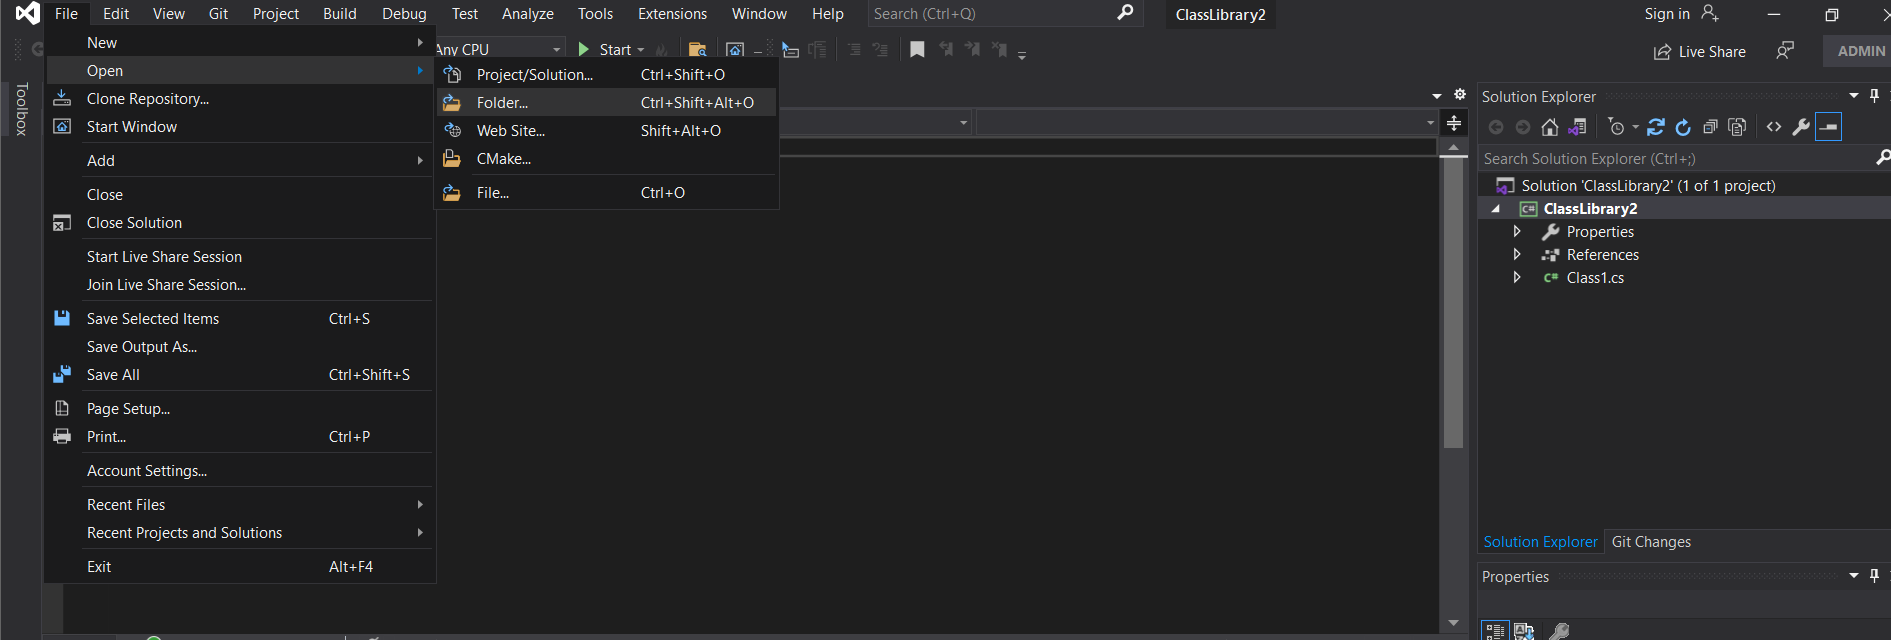 File Edit View Git Project Build Debug Test Analyze Tools Extensions Window Help Search (Ctrl+Q) ClassLibrary2 Sign in
Any CPU Start Live Share ADMIN
Toolbox
New
Open
Clone Repository...
Start Window
Add
Close
Close Solution
Start Live Share Session
Join Live Share Session...
Save Selected Items Ctrl+S
Save Output As...
Save All Ctrl+Shift+S
Page Setup...
Print... Ctrl+P
Account Settings...
Recent Files
Recent Projects and Solutions
Exit Alt+F4
Project/Solution... Ctrl+Shift+O
Folder... Ctrl+Shift+Alt+O
Web Site... Shift+Alt+O
CMake...
File... Ctrl+O
Solution Explorer
Search Solution Explorer (Ctrl+;)
Solution 'ClassLibrary2' (1 of 1 project)
C# ClassLibrary2
Properties
References
C# Class1.cs
Solution Explorer Git Changes
Properties